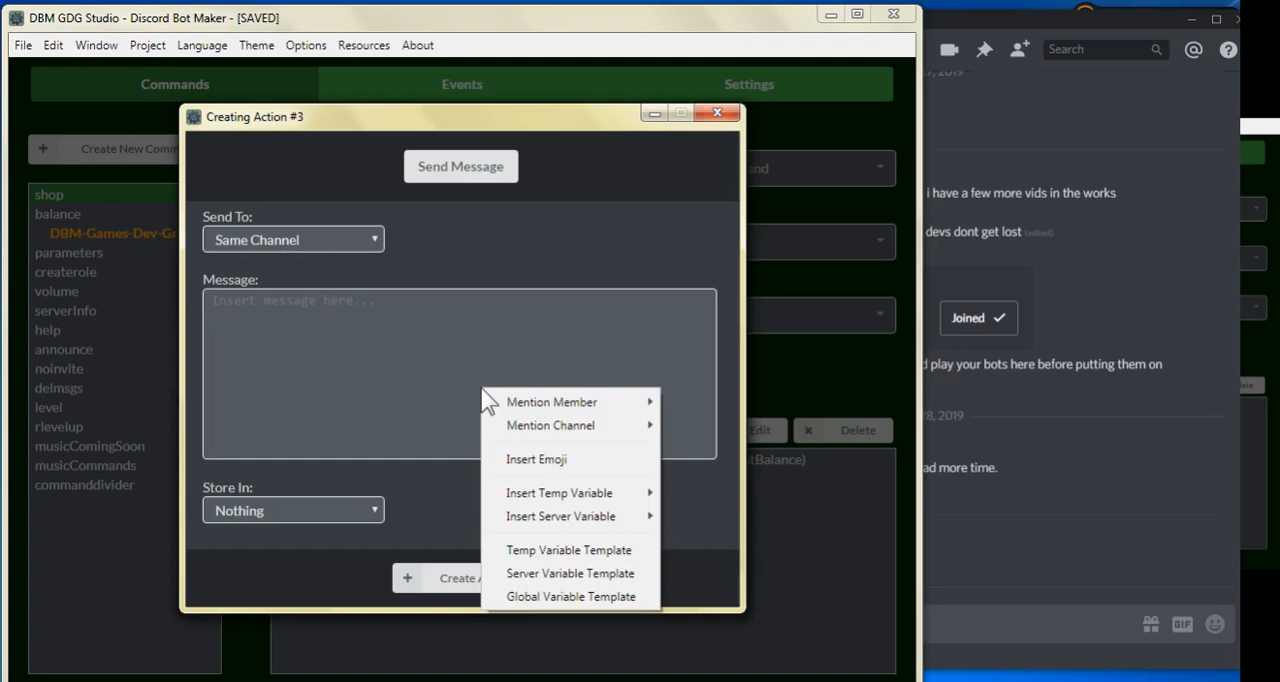 DBM GDG Studio - Discord Bot Maker - [SAVED]
File Edit Window Project Language Theme Options Resources About
Search
Commands Events Settings
Creating Action #3
Create New Comm
Send Message
shop
balance
DBM-Games-Dev-Gr
parameters
createrole
volume
serverInfo
help
announce
noinvite
delmsgs
level
rlevelup
musicComingSoon
musicCommands
commanddivider
Send To:
Same Channel
Message:
Insert message here...
Store In:
Nothing
Create A
Mention Member
Mention Channel
Insert Emoji
Insert Temp Variable
Insert Server Variable
Temp Variable Template
Server Variable Template
Global Variable Template
Edit Delete
tBalance)
i have a few more vids in the works
devs dont get lost (edited)
Joined
play your bots here before putting them on
28, 2019
ad more time.
GIF